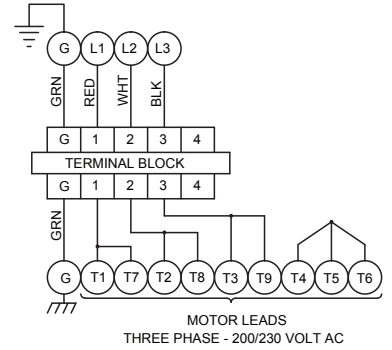 G L1 L2 L3
GRN RED WHT BLK
G 1 2 3 4
TERMINAL BLOCK
G 1 2 3 4
GRN
G T1 T7 T2 T8 T3 T9 T4 T5 T6
MOTOR LEADS
THREE PHASE - 200/230 VOLT AC